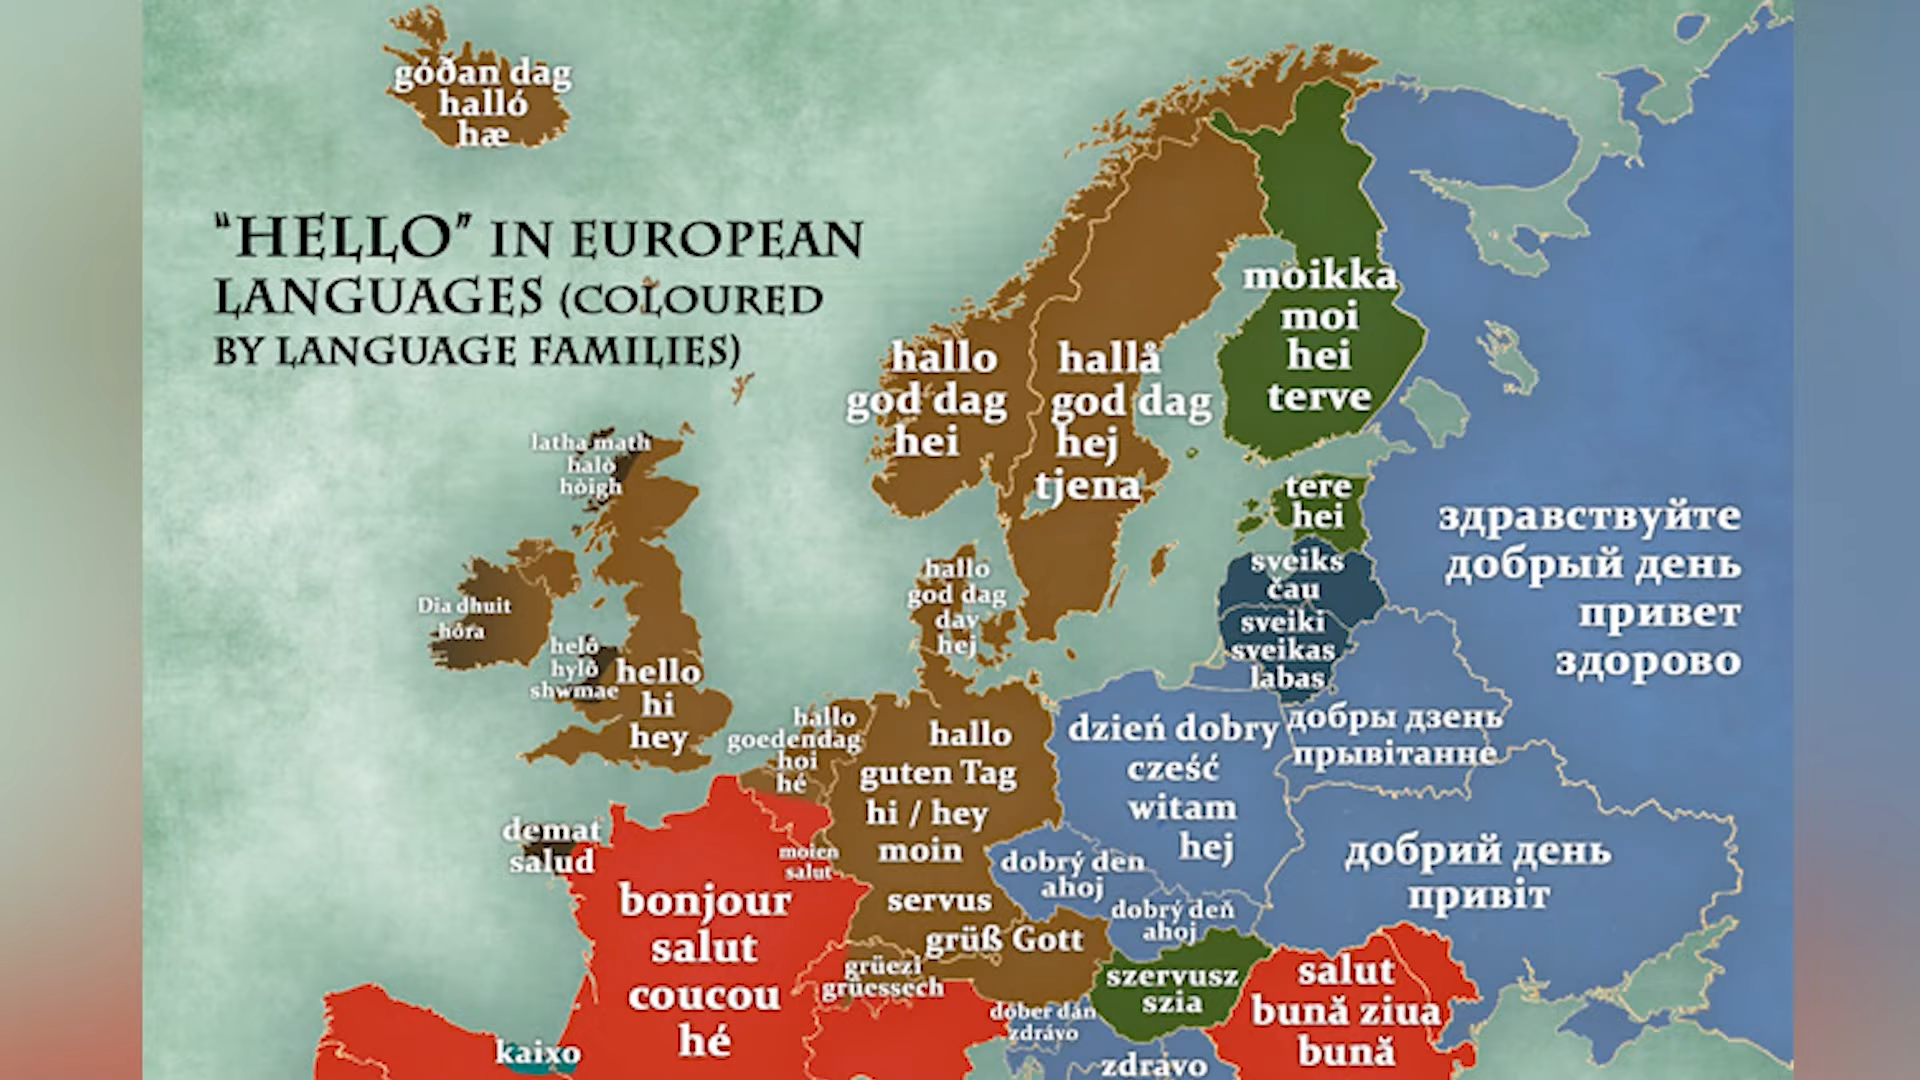 góðan dag
halló
hæ
"HELLO" IN EUROPEAN
LANGUAGES (COLOURED
BY LANGUAGE FAMILIES)
hallo
god dag
hei
hallå
god dag
hej
tjena
moikka
moi
hei
terve
latha math
halò
hòigh
Dia dhuit
hóra
helô
hylô
shwmae
hello
hi
hey
hallo
god dag
dav
hej
tere
hei
sveiks
čau
sveiki
sveikas
labas
здравствуйте
добрый день
привет
здорово
hallo
goedendag
hoi
hé
hallo
guten Tag
hi / hey
moin
servus
grüß Gott
dzień dobry
cześć
witam
hej
добры дзень
прывітанне
добрий день
привіт
demat
salud
moien
salut
bonjour
salut
coucou
hé
dobrý den
ahoj
dobrý deň
ahoj
grüezi
grüessech
szervusz
szia
salut
bună ziua
bună
dober dan
zdrávo
kaixo
zdravo